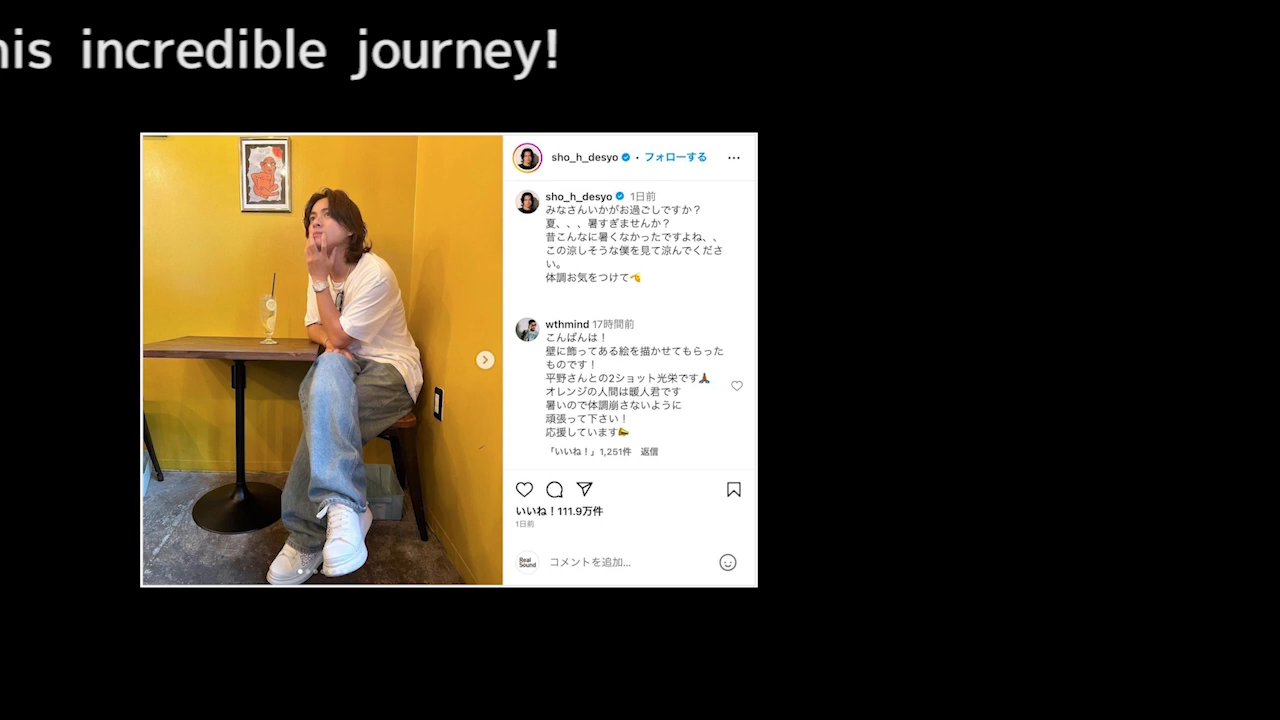 his incredible journey!
sho_h_desyo • フォローする
sho_h_desyo 1日前
みなさんいかがお過ごしですか？
夏、、、暑すぎませんか？
昔こんなに暑くなかったですよね、、
この涼しそうな僕を見て涼んでくださ
い。
体調お気をつけて🍋
wthmind 17時間前
こんばんは！
壁に飾ってある絵を描かせてもらった
ものです！
平野さんとの2ショット光栄です🙏🏾
オレンジの人間は暖人君です
暑いので体調崩さないように
頑張って下さい！
応援しています📣
「いいね！」1,251件 返信
いいね！111.9万件
1日前
Real
Sound
コメントを追加...